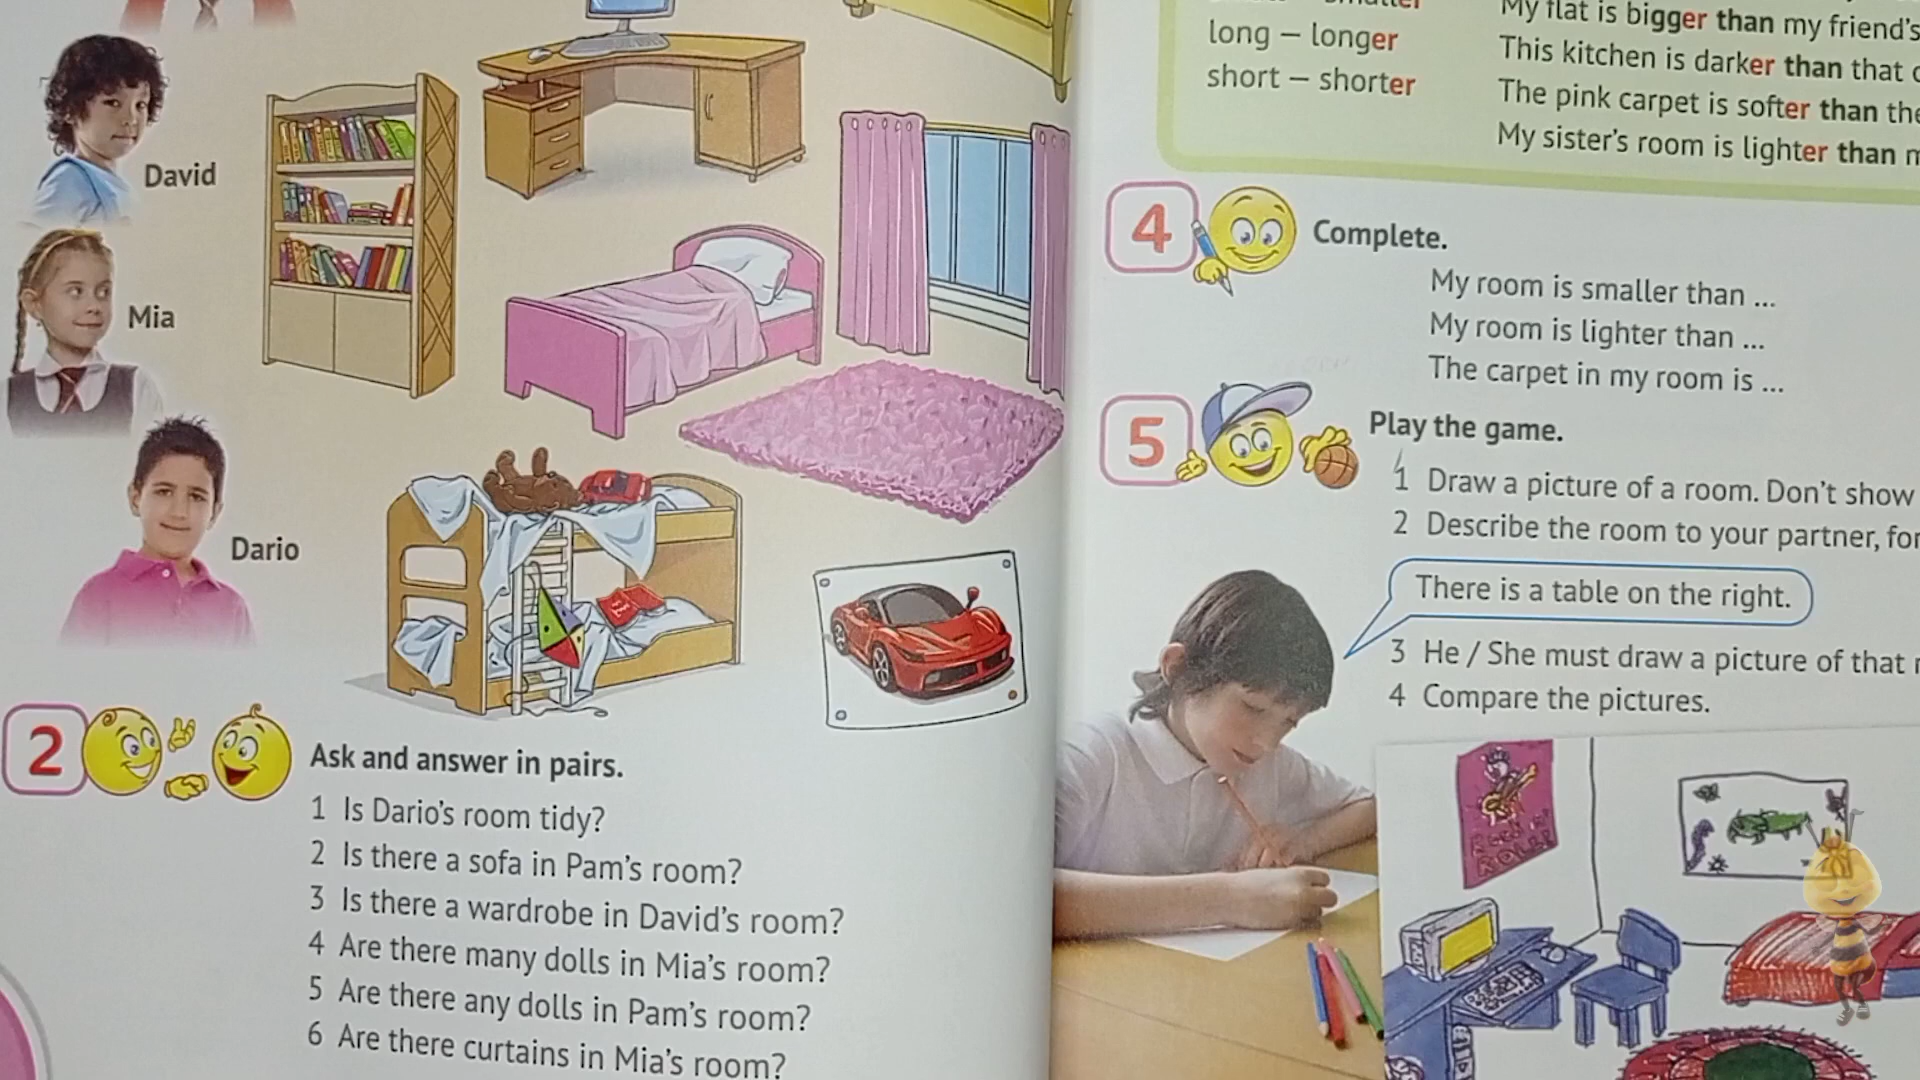 David
Mia
Dario
2
Ask and answer in pairs.
1 Is Dario's room tidy?
2 Is there a sofa in Pam's room?
3 Is there a wardrobe in David's room?
4 Are there many dolls in Mia's room?
5 Are there any dolls in Pam's room?
6 Are there curtains in Mia's room?
long – longer
short – shorter
My flat is bigger than my friend's
This kitchen is darker than that
The pink carpet is softer than the
My sister's room is lighter than
4
Complete.
My room is smaller than ...
My room is lighter than ...
The carpet in my room is ...
5
Play the game.
1 Draw a picture of a room. Don't show
2 Describe the room to your partner, for
There is a table on the right.
3 He / She must draw a picture of that
4 Compare the pictures.
ROLL